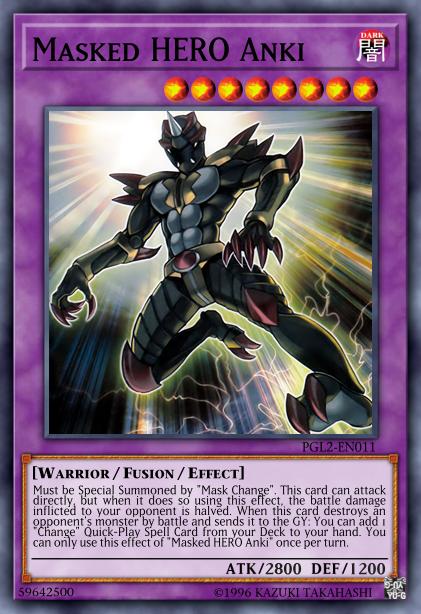 Masked HERO Anki
DARK
闇
PGL2-EN011
[Warrior / Fusion / Effect]
Must be Special Summoned by "Mask Change". This card can attack
directly, but when it does so using this effect, the battle damage
inflicted to your opponent is halved. When this card destroys an
opponent's monster by battle and sends it to the GY: You can add 1
"Change" Quick-Play Spell Card from your Deck to your hand. You
can only use this effect of "Masked HERO Anki" once per turn.
ATK/2800 DEF/1200
59642500
©1996 KAZUKI TAKAHASHI